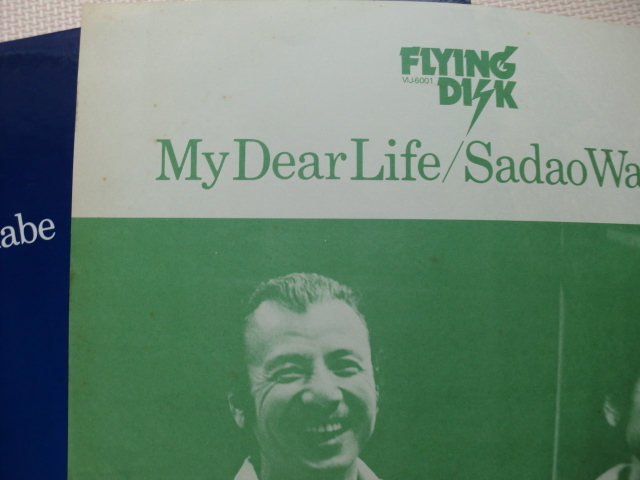 FLYING
VIJ-6001
DISK
My Dear Life/Sadao Wa
abe